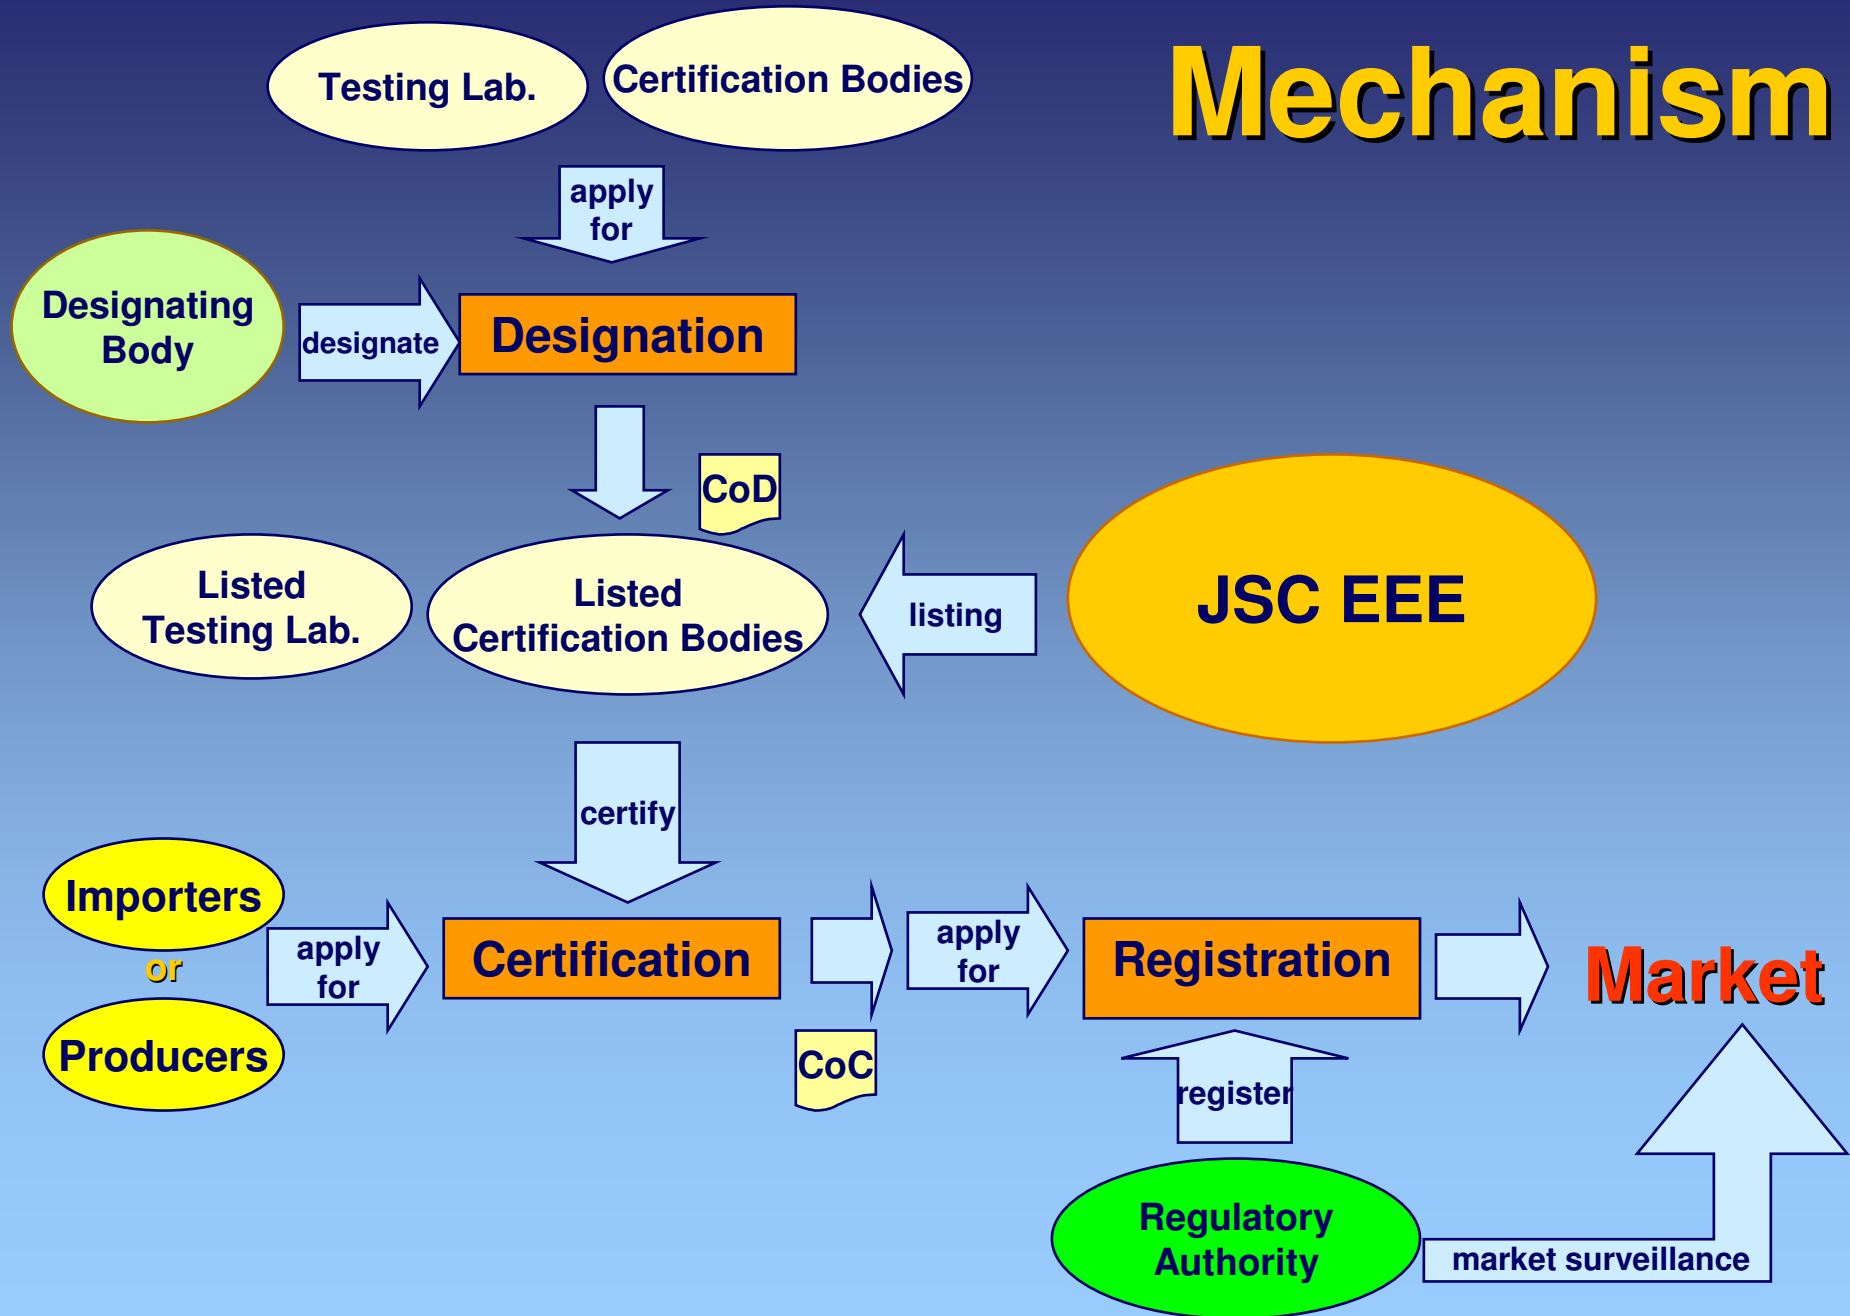 Mechanism
Testing Lab.
Certification Bodies
apply
for
Designating
Body
designate
Designation
CoD
Listed
Testing Lab.
Listed
Certification Bodies
listing
JSC EEE
certify
Importers
or
Producers
apply
for
Certification
CoC
apply
for
Registration
Market
register
Regulatory
Authority
market surveillance